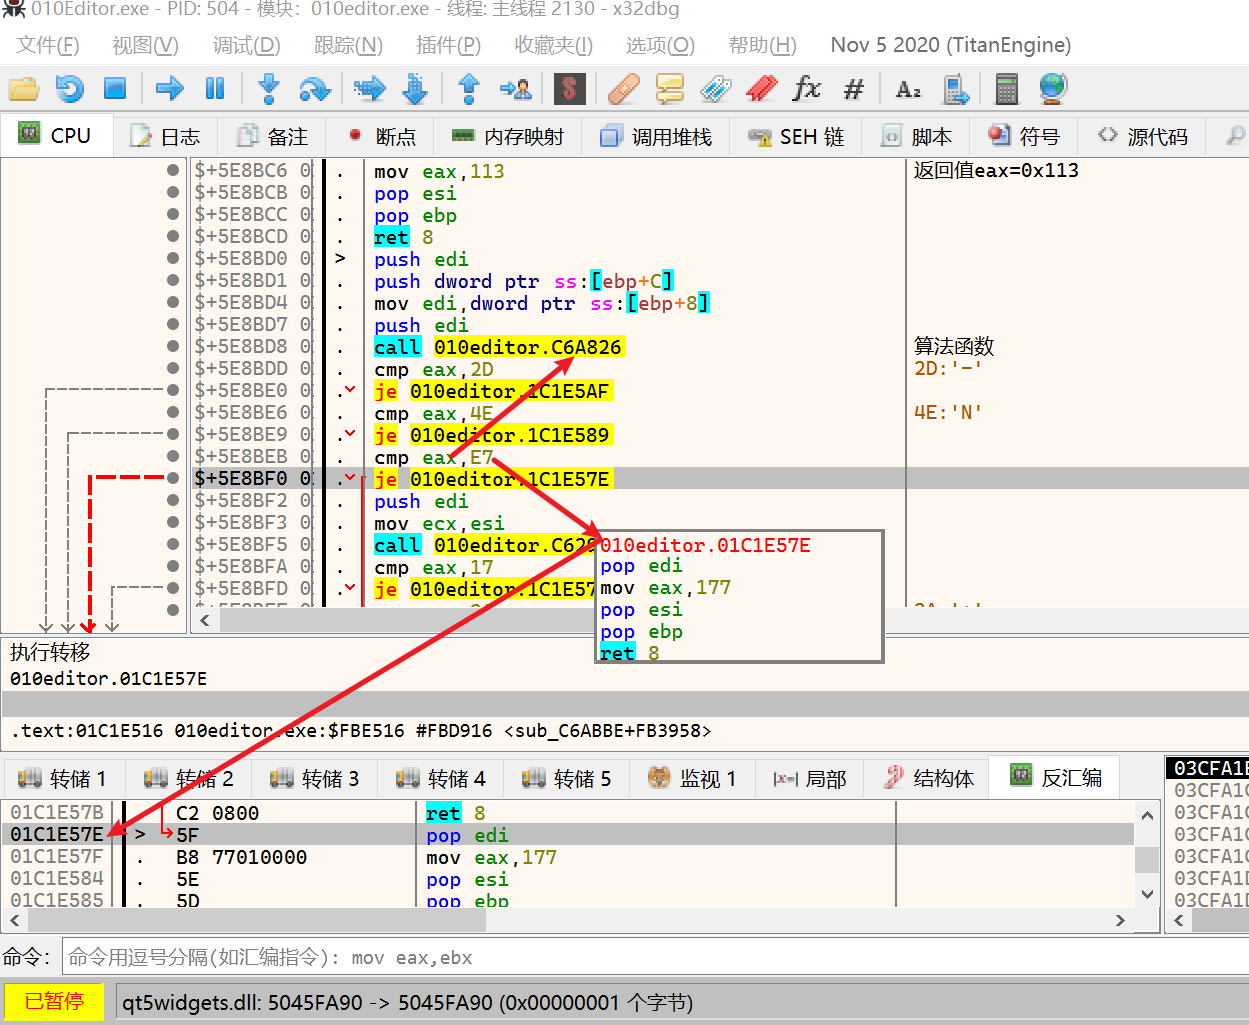 010Editor.exe - PID: 504 - 模块：010editor.exe - 线程: 主线程 2130 - x32dbg
文件(F) 视图(V) 调试(D) 跟踪(N) 插件(P) 收藏夹(I) 选项(O) 帮助(H) Nov 5 2020 (TitanEngine)
CPU 日志 备注 断点 内存映射 调用堆栈 SEH 链 脚本 符号 源代码
$+5E8BC6 . mov eax,113 返回值eax=0x113
$+5E8BCB . pop esi
$+5E8BCC . pop ebp
$+5E8BCD . ret 8
$+5E8BD0 > push edi
$+5E8BD1 . push dword ptr ss:[ebp+C]
$+5E8BD4 . mov edi,dword ptr ss:[ebp+8]
$+5E8BD7 . push edi
$+5E8BD8 . call 010editor.C6A826 算法函数
$+5E8BDD . cmp eax,2D 2D:'-'
$+5E8BE0 . je 010editor.1C1E5AF
$+5E8BE6 . cmp eax,4E 4E:'N'
$+5E8BE9 . je 010editor.1C1E589
$+5E8BEB . cmp eax,E7
$+5E8BF0 . je 010editor.1C1E57E
$+5E8BF2 . push edi
$+5E8BF3 . mov ecx,esi
$+5E8BF5 . call 010editor.C629
$+5E8BFA . cmp eax,17
$+5E8BFD . je 010editor.1C1E57
010editor.01C1E57E
pop edi
mov eax,177
pop esi
pop ebp
ret 8
执行转移
010editor.01C1E57E
.text:01C1E516 010editor.exe:$FBE516 #FBD916 <sub_C6ABBE+FB3958>
转储 1 转储 2 转储 3 转储 4 转储 5 监视 1 局部 结构体 反汇编
01C1E57B C2 0800 ret 8
01C1E57E > 5F pop edi
01C1E57F . B8 77010000 mov eax,177
01C1E584 . 5E pop esi
01C1E585 . 5D pop ebp
03CFA1
03CFA1
03CFA1
03CFA1
03CFA1
03CFA1
03CFA1
命令: 命令用逗号分隔(如汇编指令): mov eax,ebx
已暂停 qt5widgets.dll: 5045FA90 -> 5045FA90 (0x00000001 个字节)